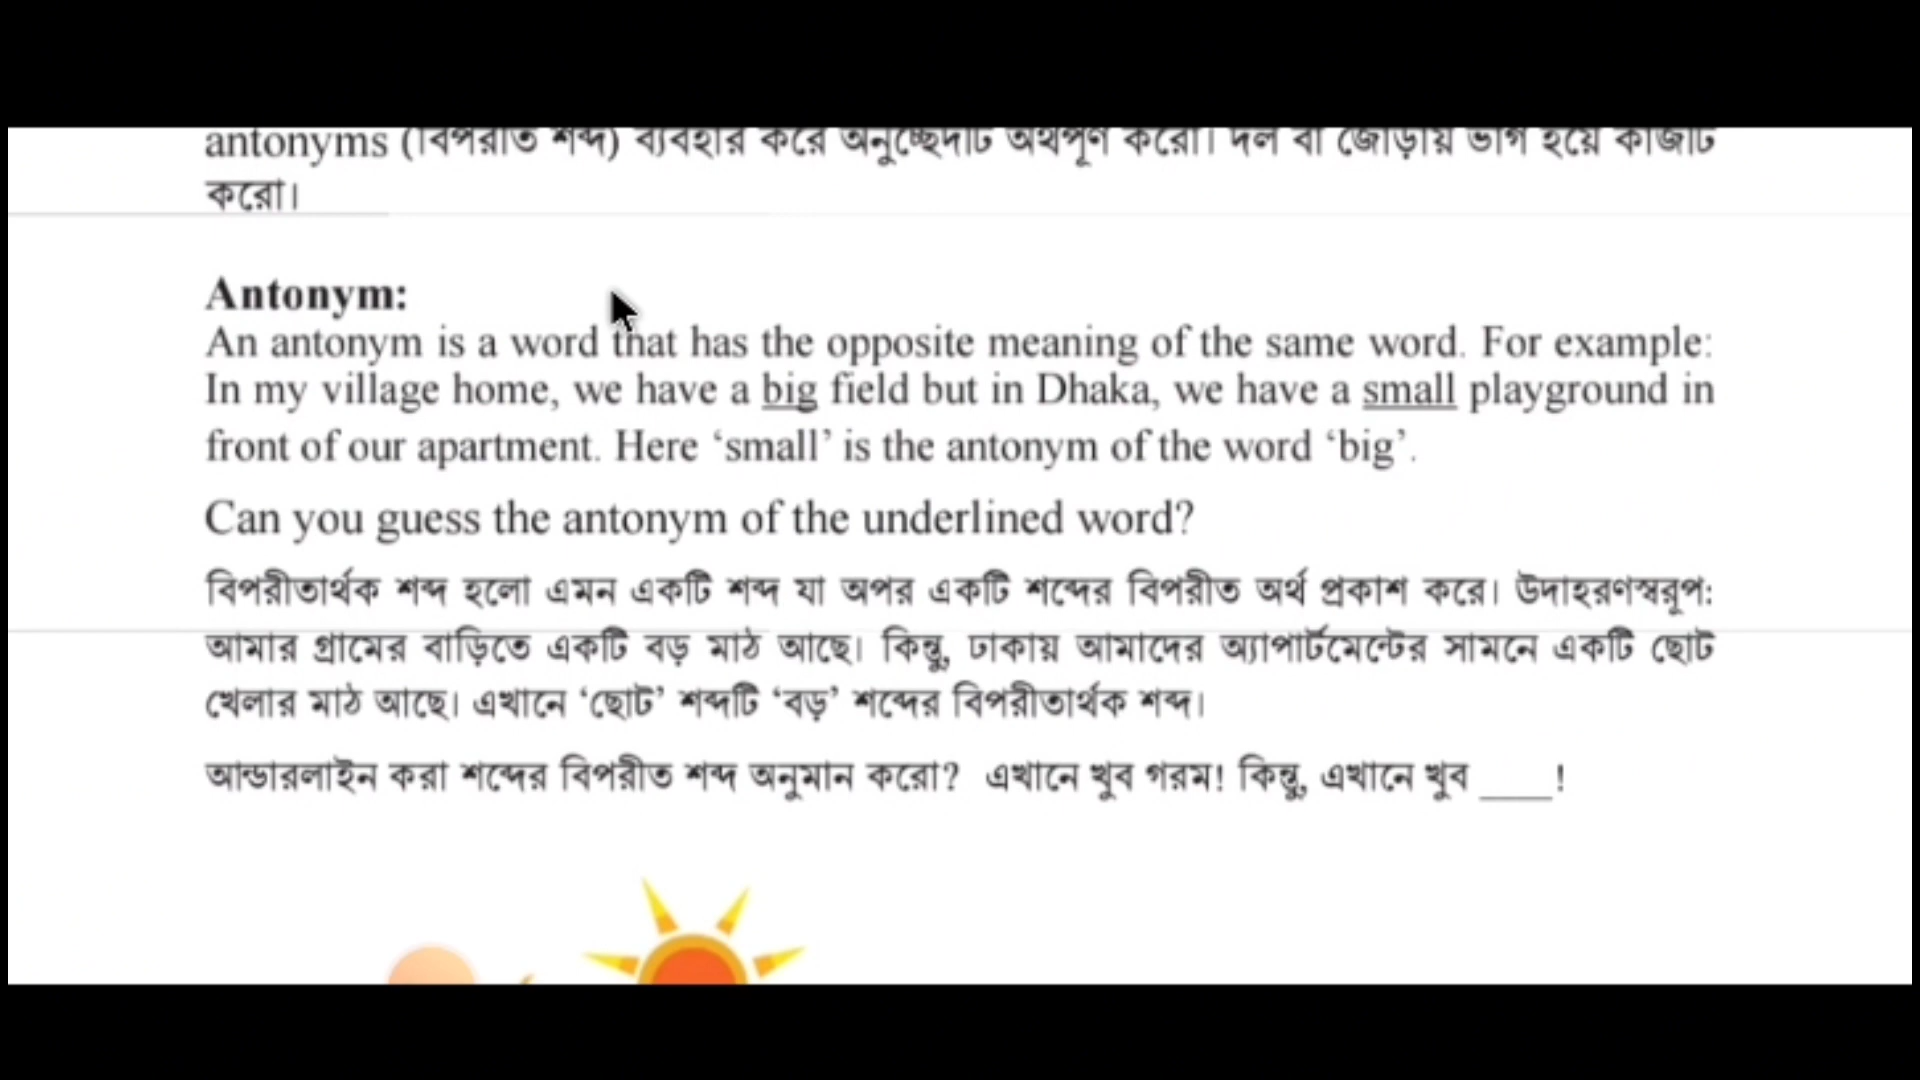 antonyms (বিপরীত শব্দ) ব্যবহার করে অনুচ্ছেদটি অর্থপূর্ণ করো। দল বা জোড়ায় ভাগ হয়ে কাজটি
করো।
Antonym:
An antonym is a word that has the opposite meaning of the same word. For example:
In my village home, we have a big field but in Dhaka, we have a small playground in
front of our apartment. Here ‘small’ is the antonym of the word ‘big’.
Can you guess the antonym of the underlined word?
বিপরীতার্থক শব্দ হলো এমন একটি শব্দ যা অপর একটি শব্দের বিপরীত অর্থ প্রকাশ করে। উদাহরণস্বরূপ:
আমার গ্রামের বাড়িতে একটি বড় মাঠ আছে। কিন্তু, ঢাকায় আমাদের অ্যাপার্টমেন্টের সামনে একটি ছোট
খেলার মাঠ আছে। এখানে ‘ছোট’ শব্দটি ‘বড়’ শব্দের বিপরীতার্থক শব্দ।
আন্ডারলাইন করা শব্দের বিপরীত শব্দ অনুমান করো? এখানে খুব গরম! কিন্তু, এখানে খুব ____!